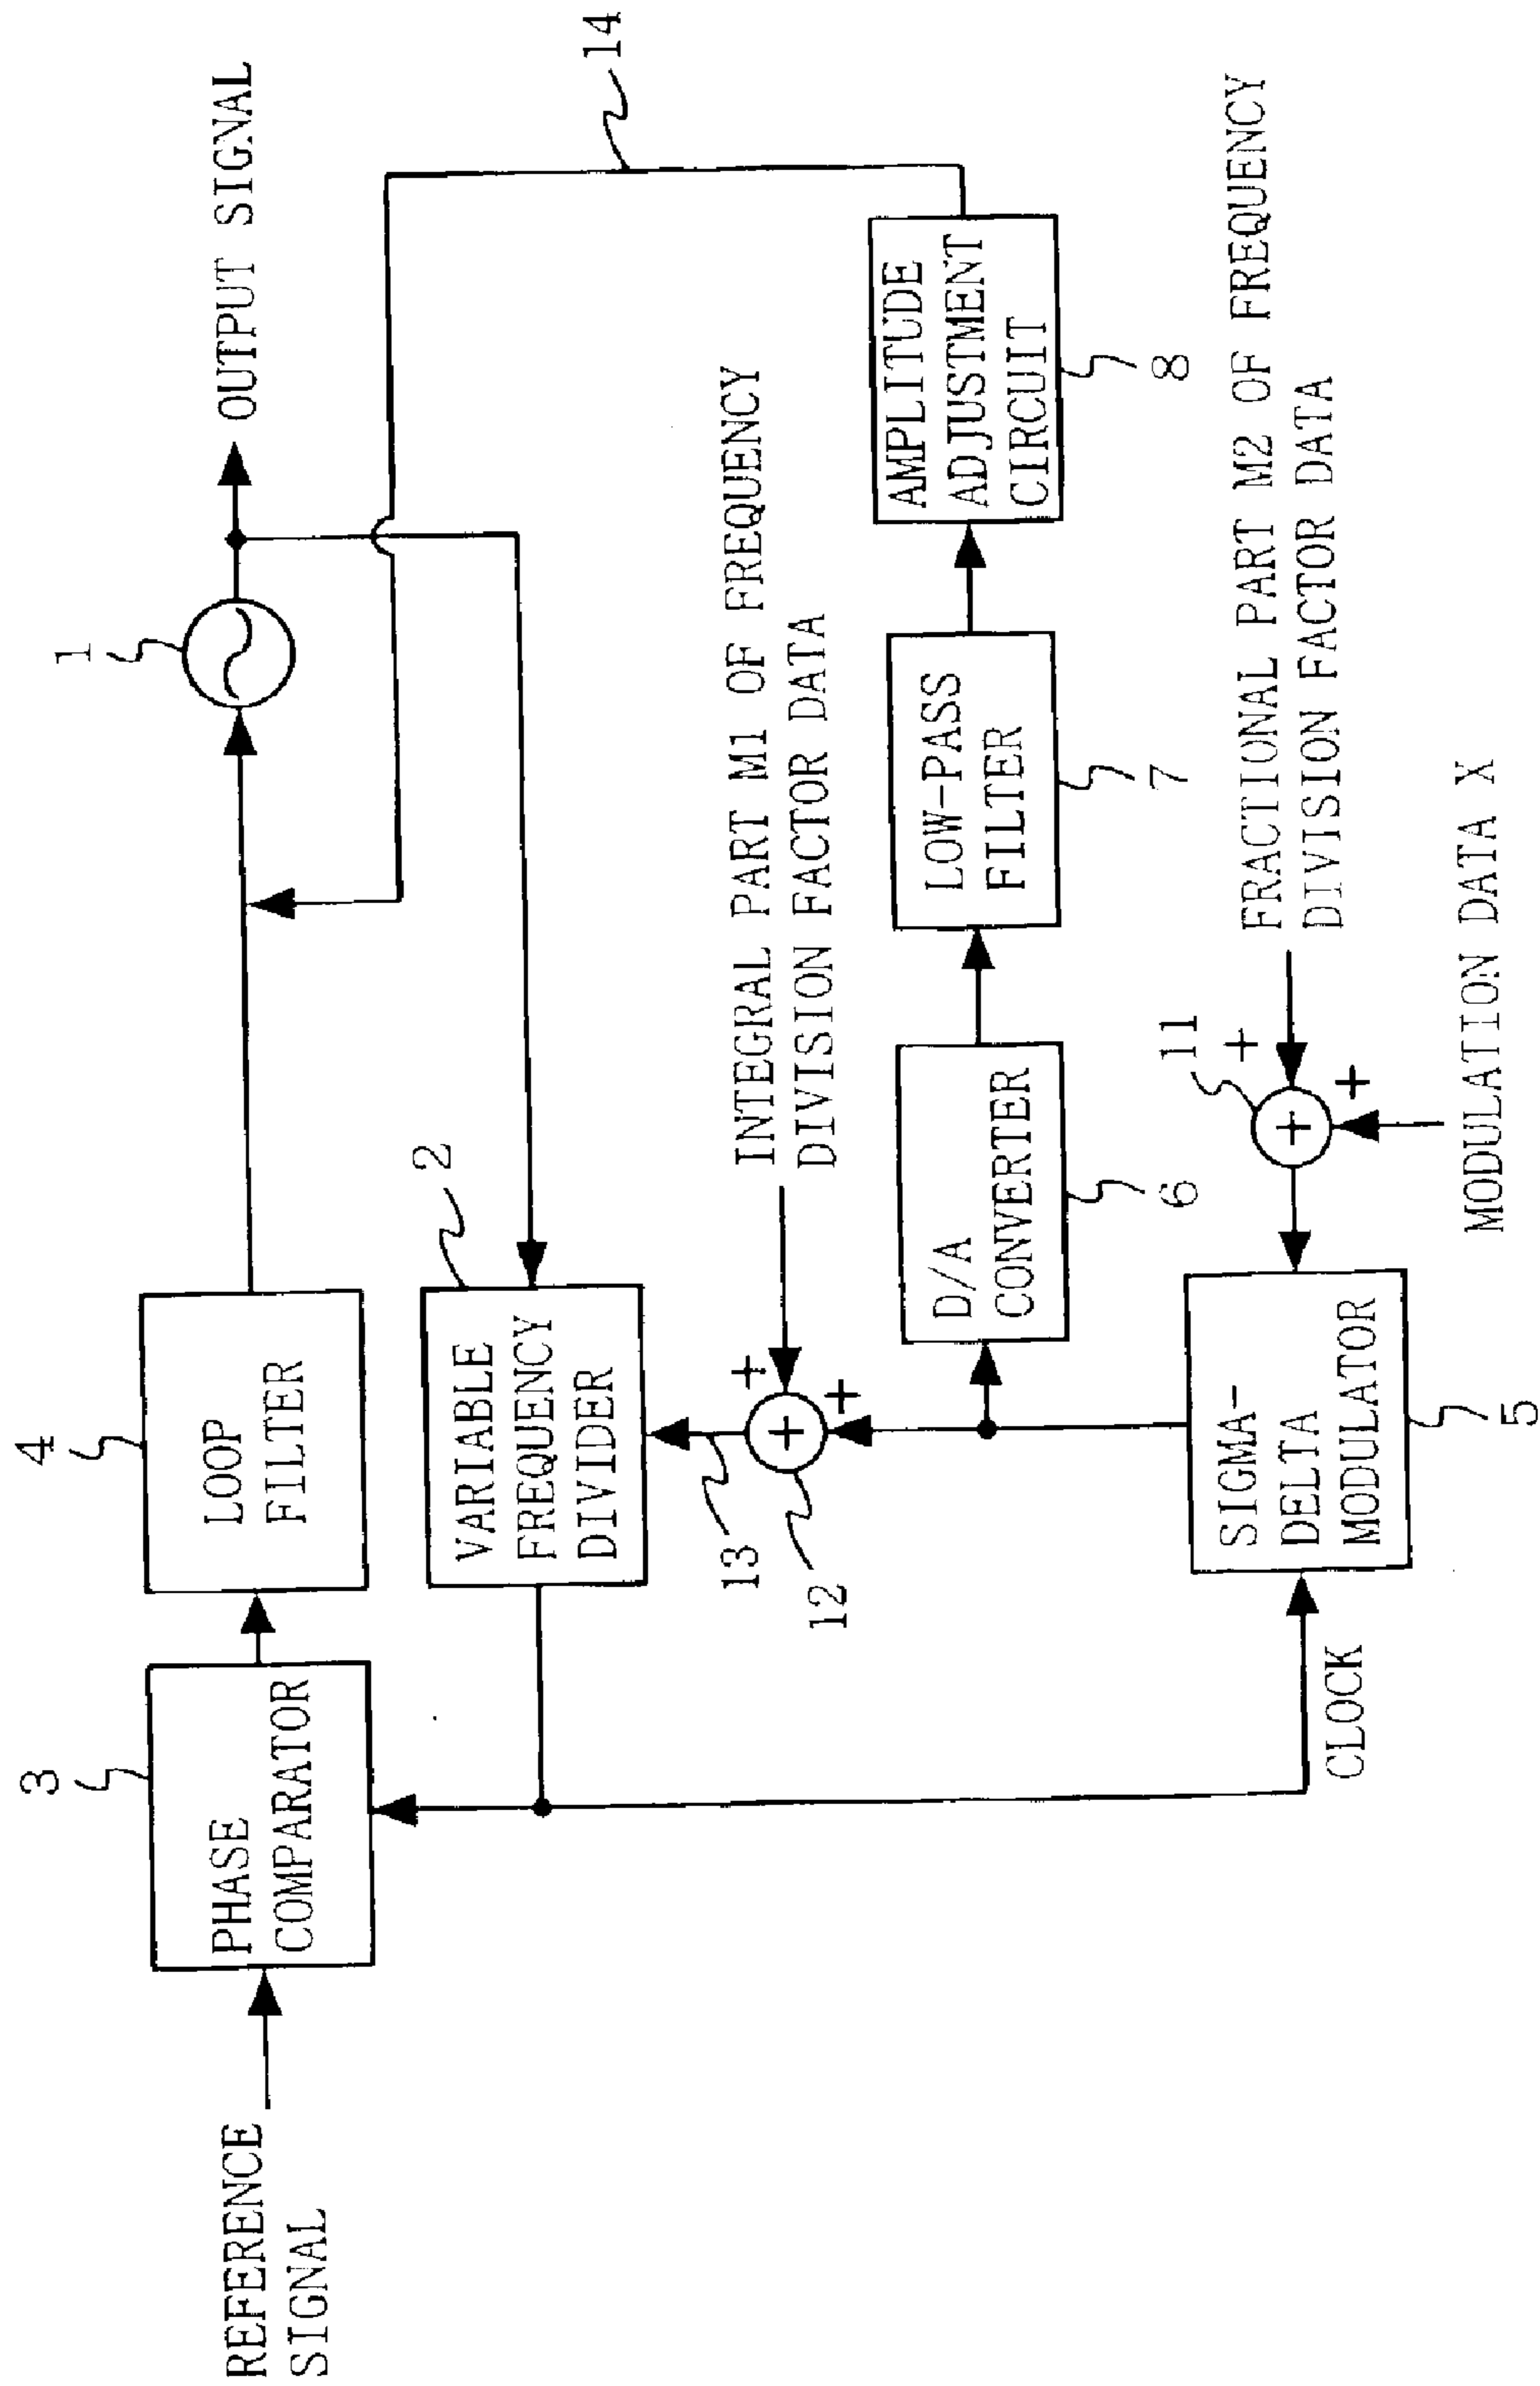 1
OUTPUT SIGNAL
14
3
PHASE
COMPARATOR
4
LOOP
FILTER
REFERENCE
SIGNAL
2
VARIABLE
FREQUENCY
DIVIDER
13
12
+
+
+
INTEGRAL PART M1 OF FREQUENCY
DIVISION FACTOR DATA
D/A
CONVERTER
6
LOW-PASS
FILTER
7
AMPLITUDE
ADJUSTMENT
CIRCUIT
8
CLOCK
SIGMA-
DELTA
MODULATOR
5
11
+
+
+
FRACTIONAL PART M2 OF FREQUENCY
DIVISION FACTOR DATA
MODULATION DATA X